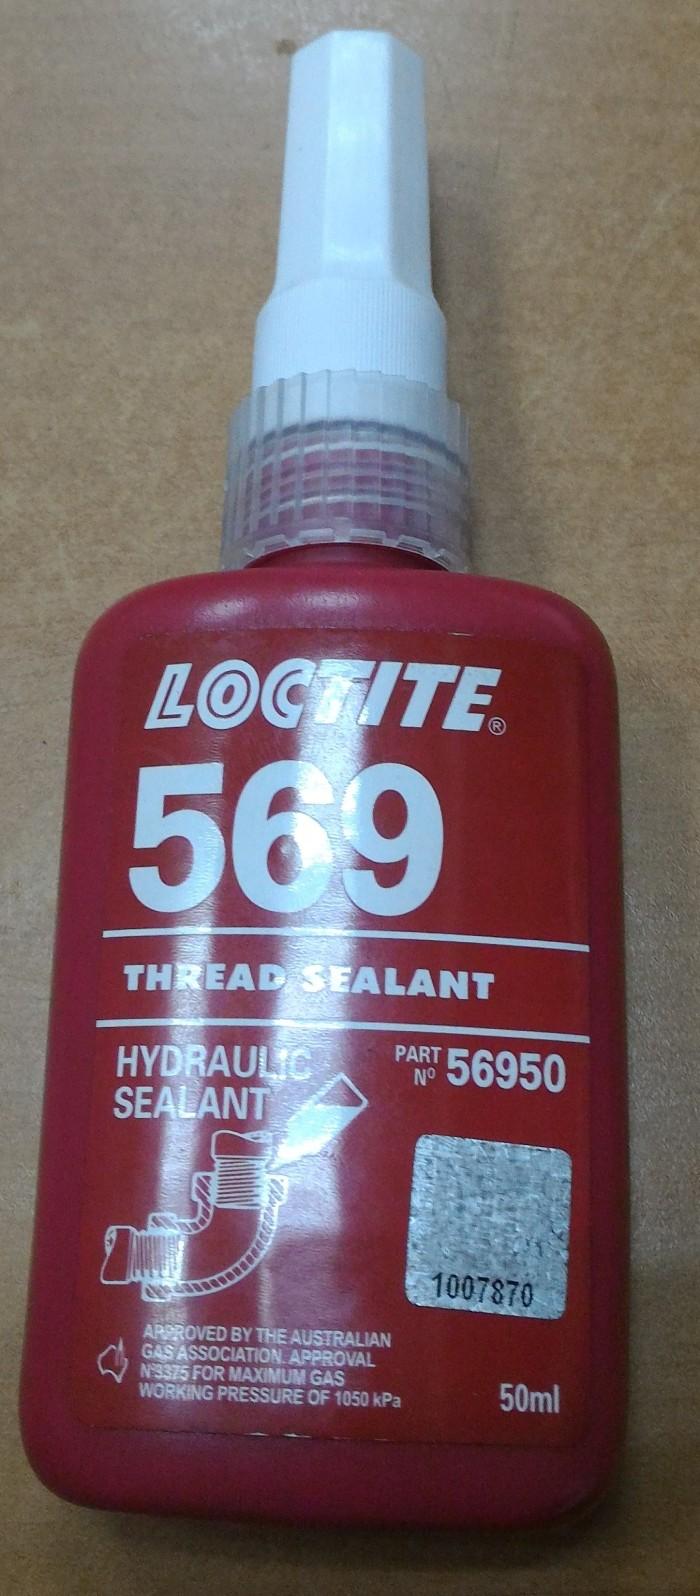 LOCTITE®
569
THREAD SEALANT
HYDRAULIC
SEALANT
PART
Nº 56950
1007870
APPROVED BY THE AUSTRALIAN
GAS ASSOCIATION. APPROVAL
Nº3375 FOR MAXIMUM GAS
WORKING PRESSURE OF 1050 kPa
50ml